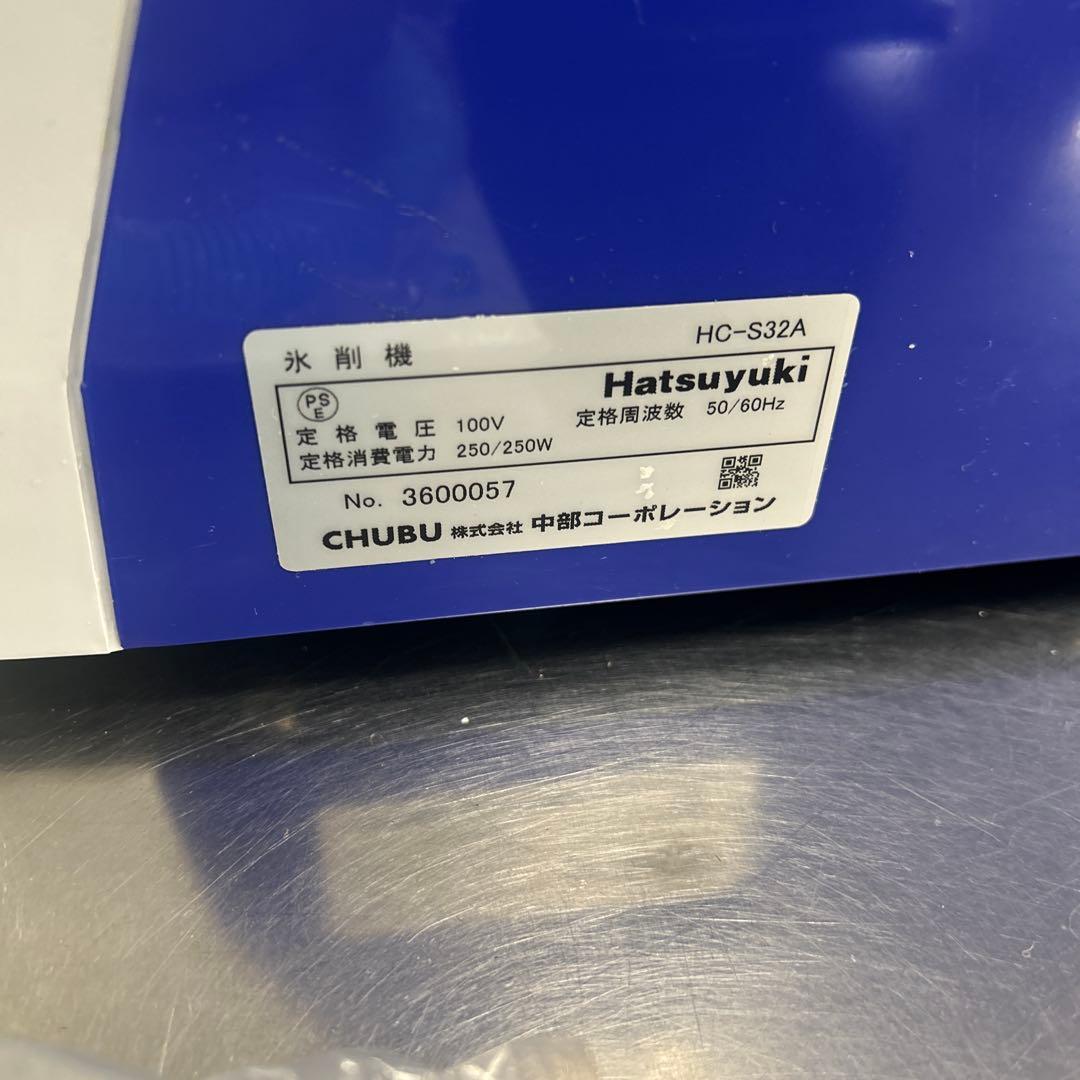 氷削機 HC-S32A
PSE Hatsuyuki
定格電圧 100V 定格周波数 50/60Hz
定格消費電力 250/250W
No. 3600057
CHUBU 株式会社 中部コーポレーション